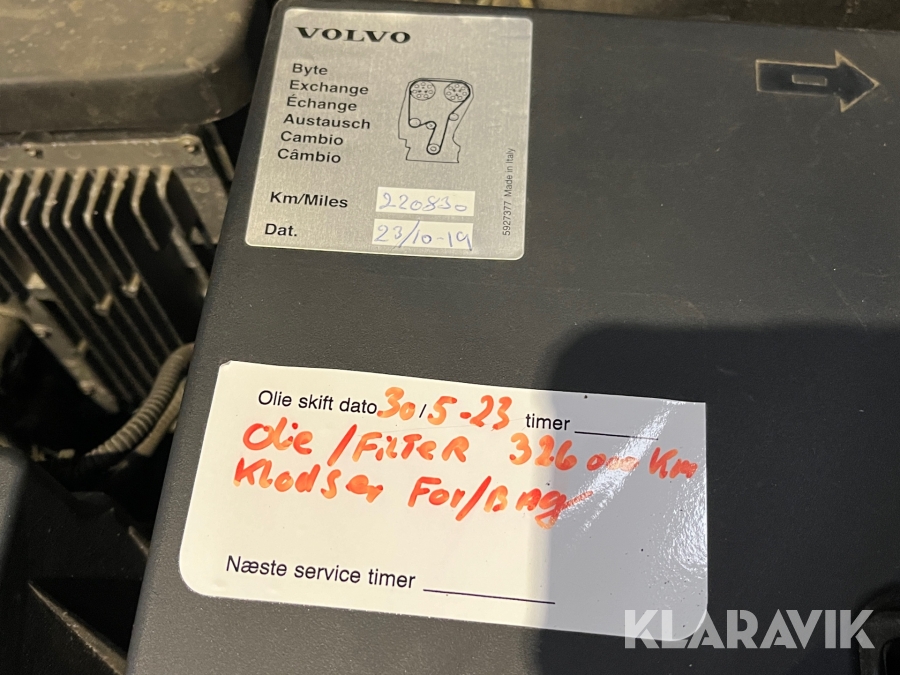 VOLVO
Byte
Exchange
Échange
Austausch
Cambio
Câmbio
Km/Miles 220830
Dat. 23/10-19
5927377 Made in Italy
Olie skift dato 30/5-23 timer
Olie/Filter 326000 Km
Klodser For/Bag
Næste service timer
KLARAVIK